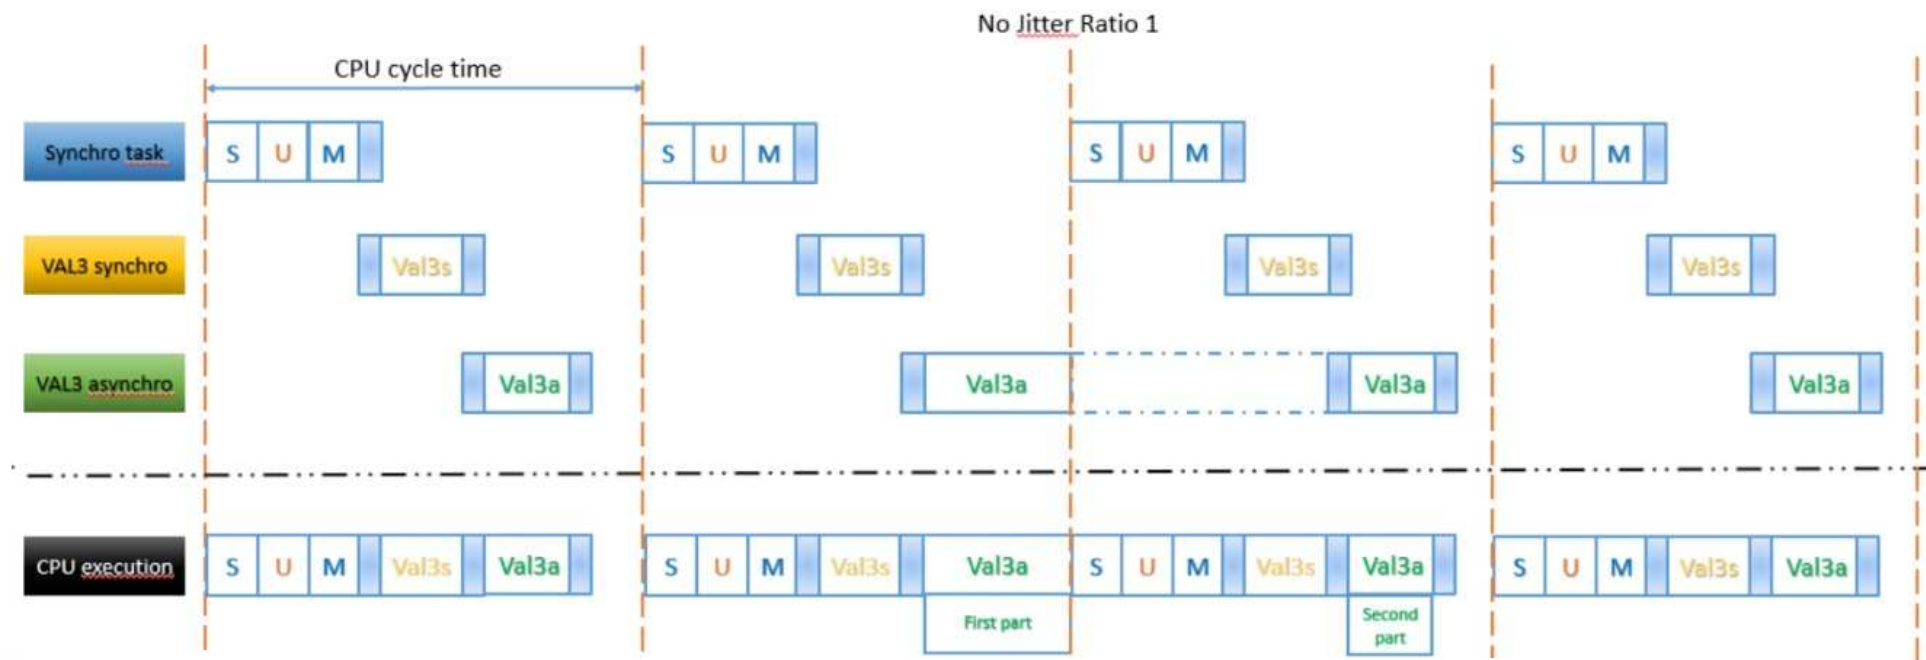 No Jitter Ratio 1
CPU cycle time
Synchro task S U M S U M S U M S U M
VAL3 synchro Val3s Val3s Val3s Val3s
VAL3 asynchro Val3a Val3a Val3a Val3a
CPU execution S U M Val3s Val3a S U M Val3s Val3a S U M Val3s Val3a S U M Val3s Val3a
First part
Second
part